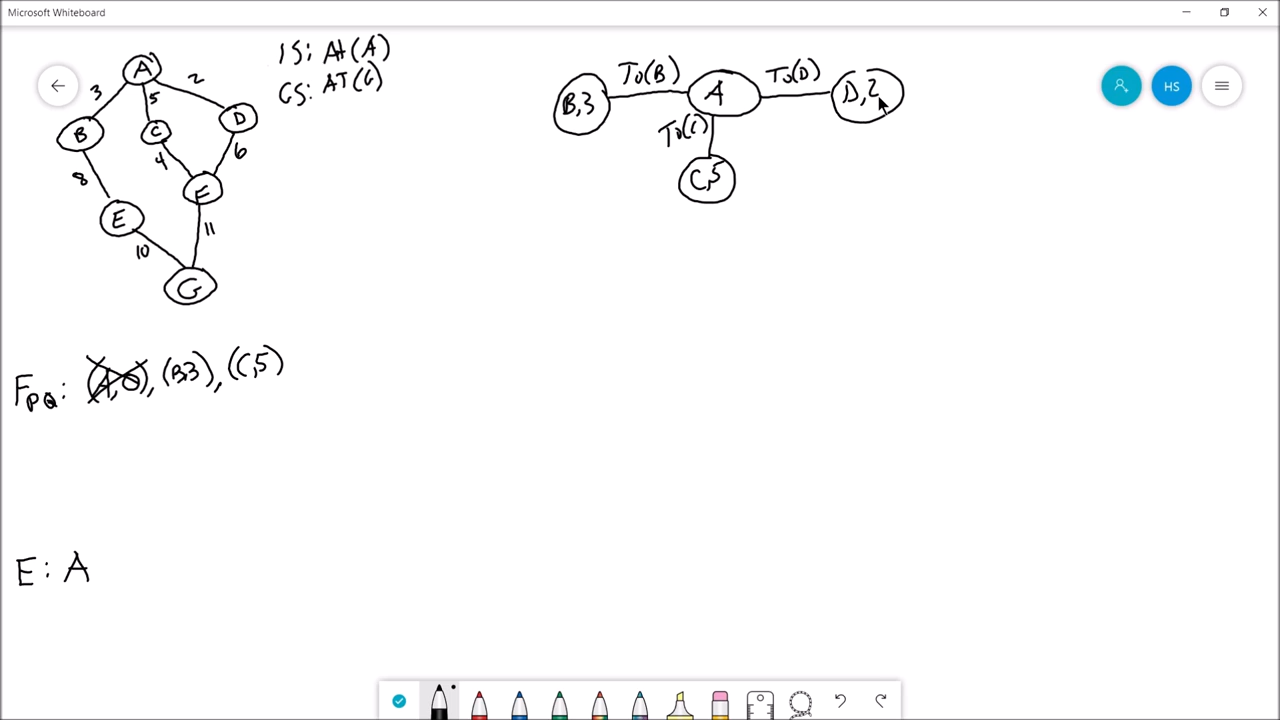 Microsoft Whiteboard
IS: At(A)
GS: AT(G)
A
3
5
2
B
C
D
8
4
6
E
E
10
11
G
To(B)
To(D)
B,3
A
D,2
To(C)
C,5
HS
FPQ: (A,0), (B,3), (C,5)
E: A